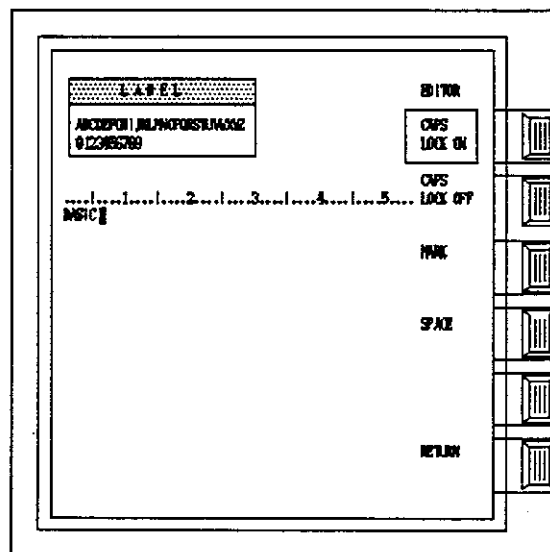 LABEL
ABCDEFGHIJKLMNOPQRSTUVWXYZ
0123456789
....|....1....|....2....|....3....|....4....|....5....
BASIC
EDITOR
CAPS
LOCK ON
CAPS
LOCK OFF
MARK
SPACE
RETURN